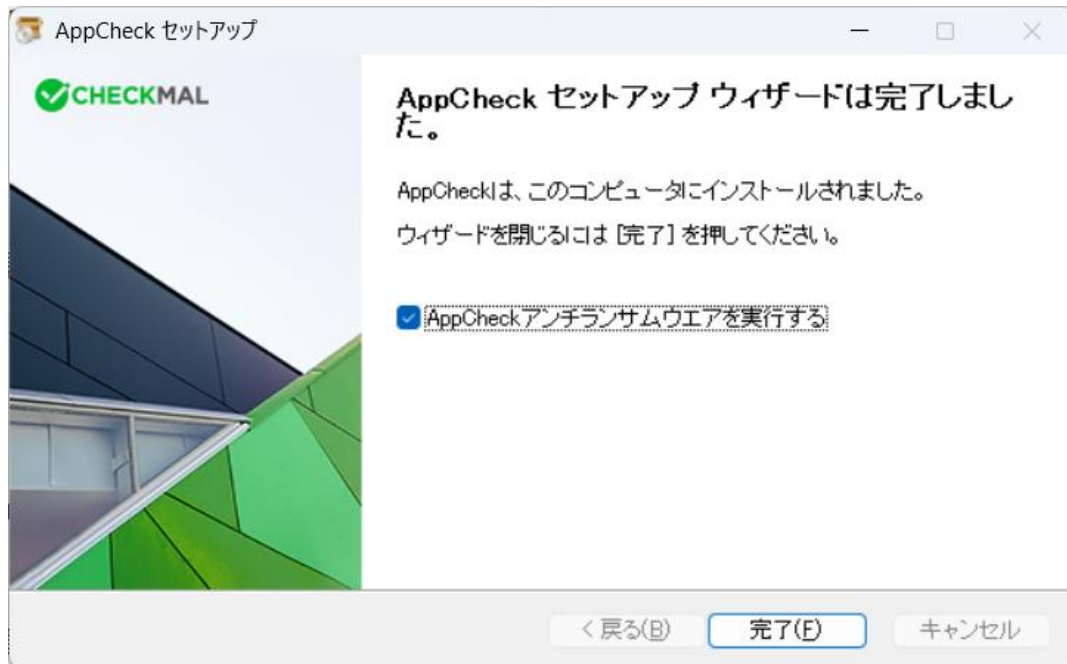 AppCheck セットアップ
CHECKMAL
AppCheck セットアップ ウィザードは完了しまし
た。
AppCheckは、このコンピュータにインストールされました。
ウィザードを閉じるには [完了] を押してください。
AppCheckアンチランサムウエアを実行する
< 戻る(B)
完了(F)
キャンセル